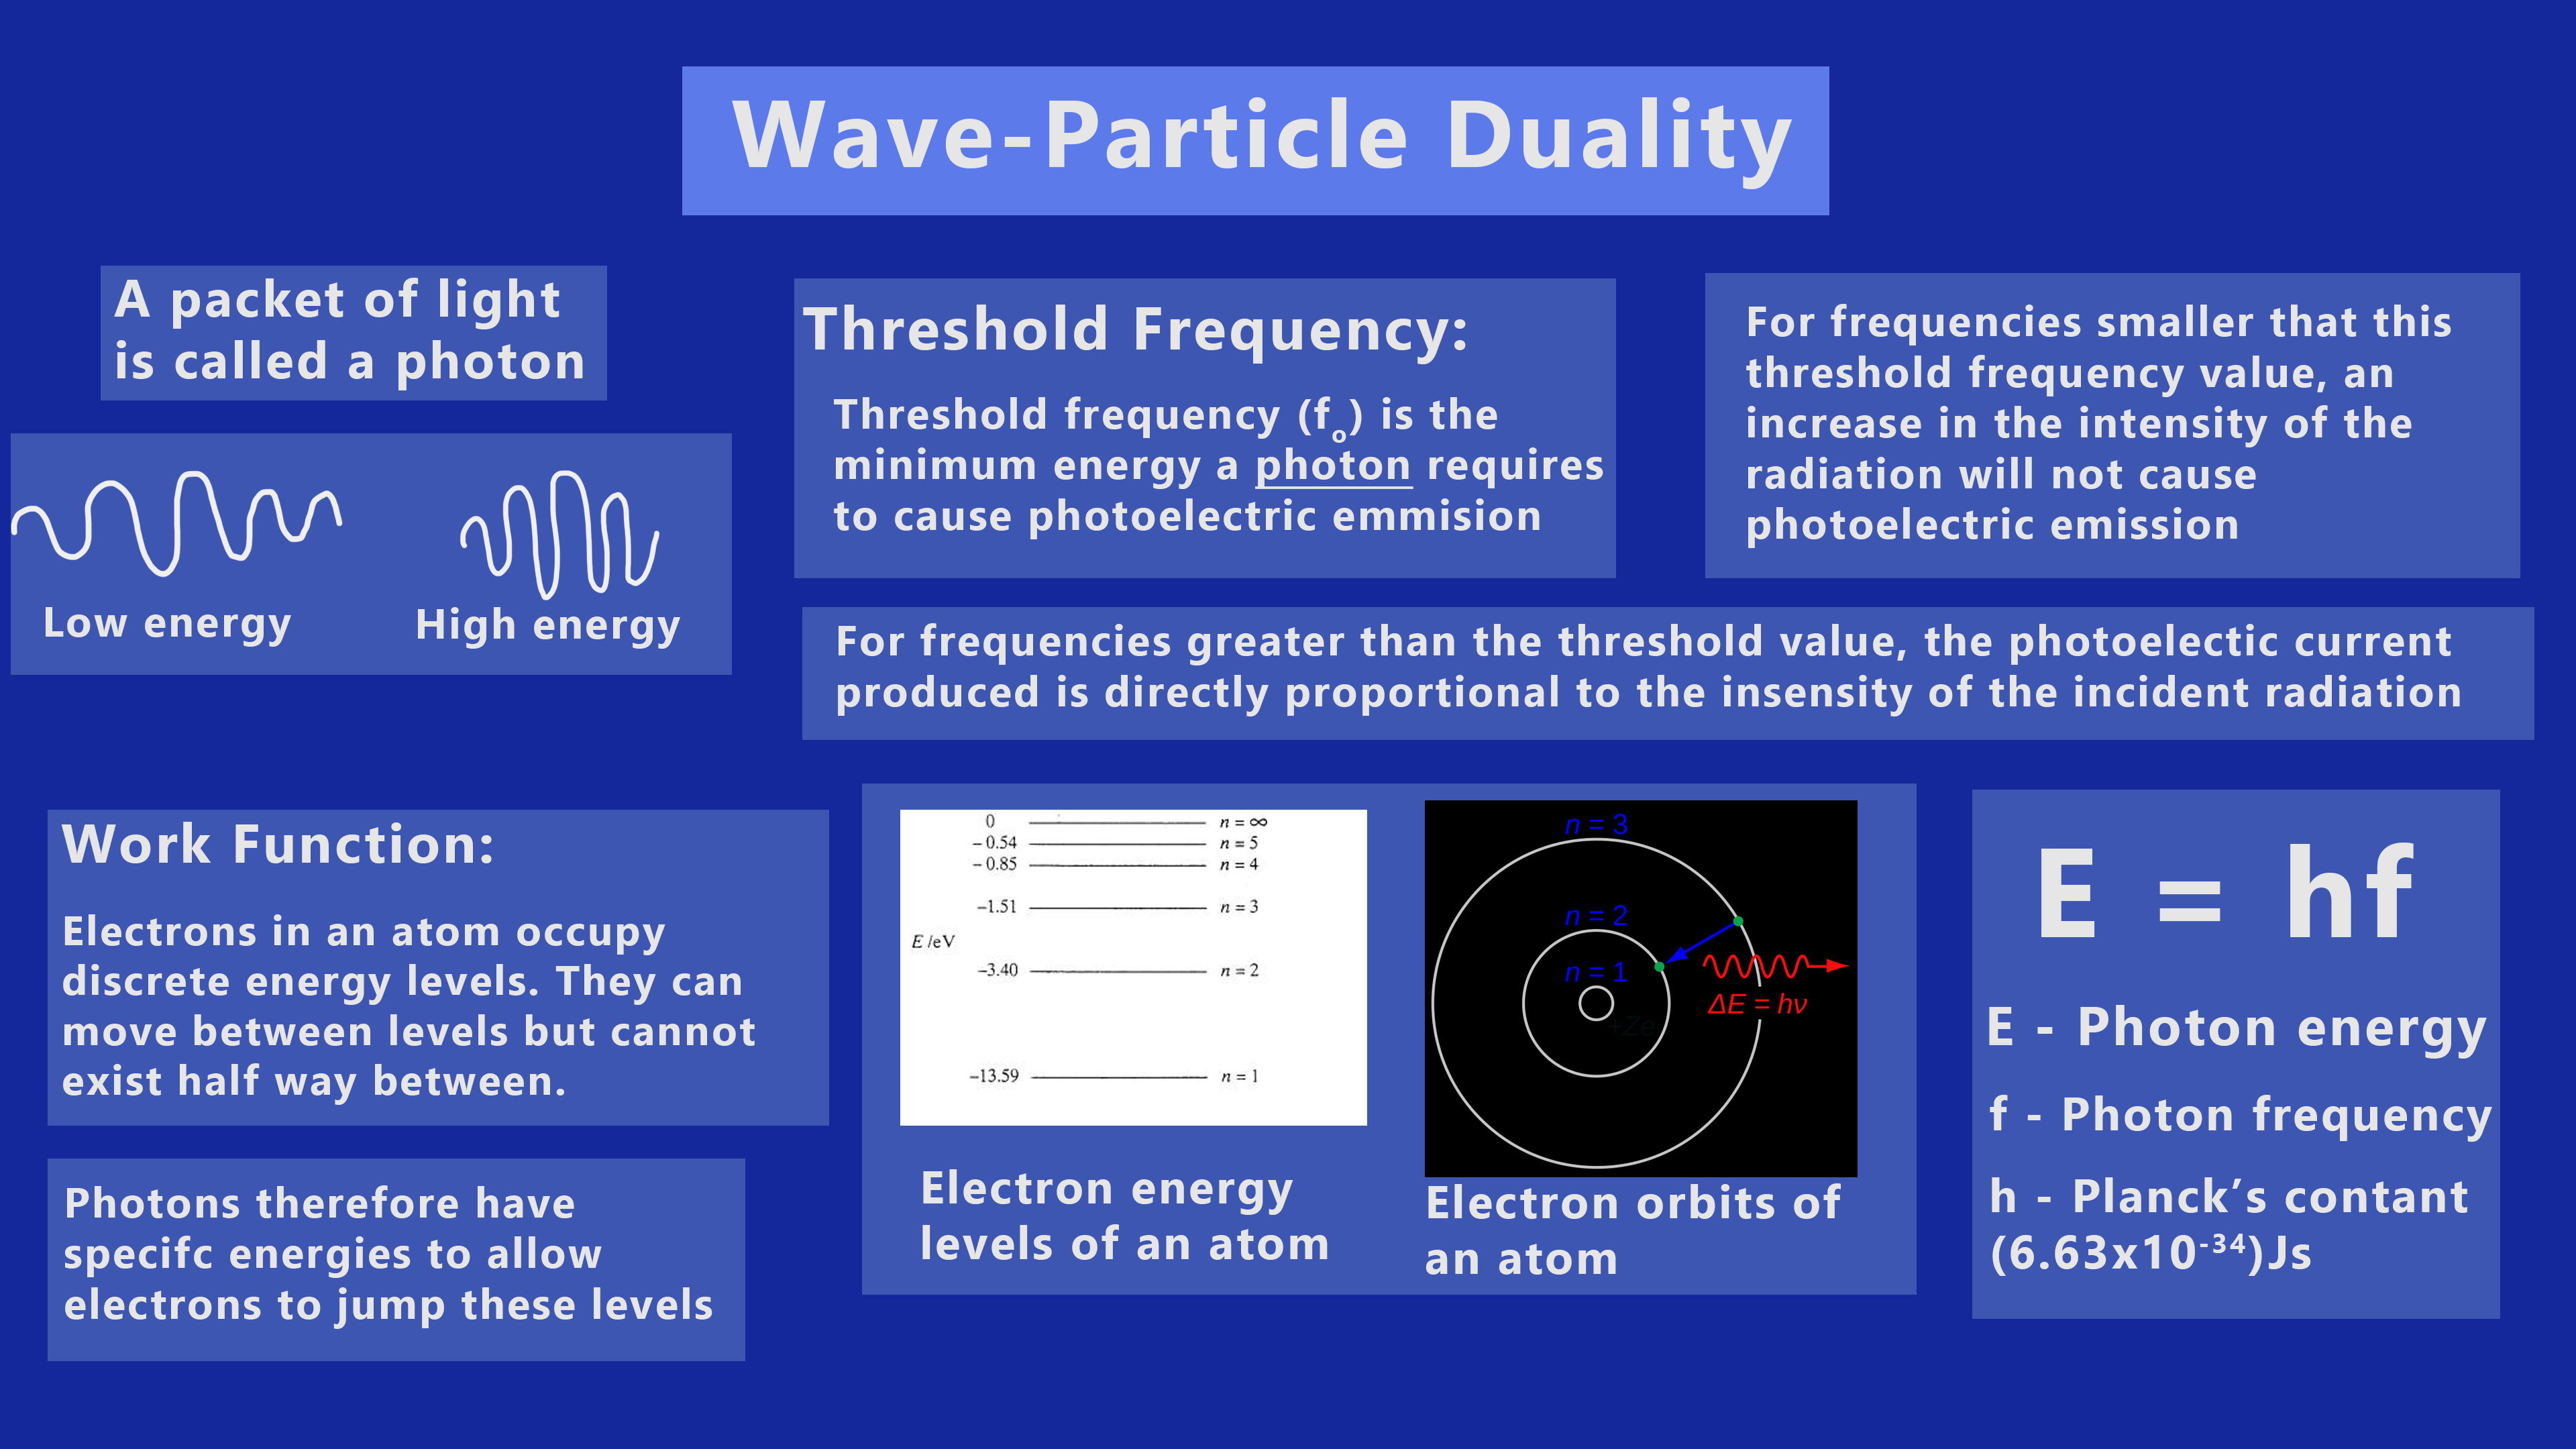 Wave-Particle Duality
A packet of light
is called a photon
Low energy
High energy
Threshold Frequency:
Threshold frequency (fo) is the
minimum energy a photon requires
to cause photoelectric emmision
For frequencies smaller that this
threshold frequency value, an
increase in the intensity of the
radiation will not cause
photoelectric emission
For frequencies greater than the threshold value, the photoelectic current
produced is directly proportional to the insensity of the incident radiation
Work Function:
Electrons in an atom occupy
discrete energy levels. They can
move between levels but cannot
exist half way between.
Photons therefore have
specifc energies to allow
electrons to jump these levels
0 n = ∞
– 0.54 n = 5
– 0.85 n = 4
–1.51 n = 3
E /eV
–3.40 n = 2
–13.59 n = 1
Electron energy
levels of an atom
n = 3
n = 2
n = 1
+Ze
ΔE = hν
Electron orbits of
an atom
E = hf
E - Photon energy
f - Photon frequency
h - Planck’s contant
(6.63x10⁻³⁴)Js